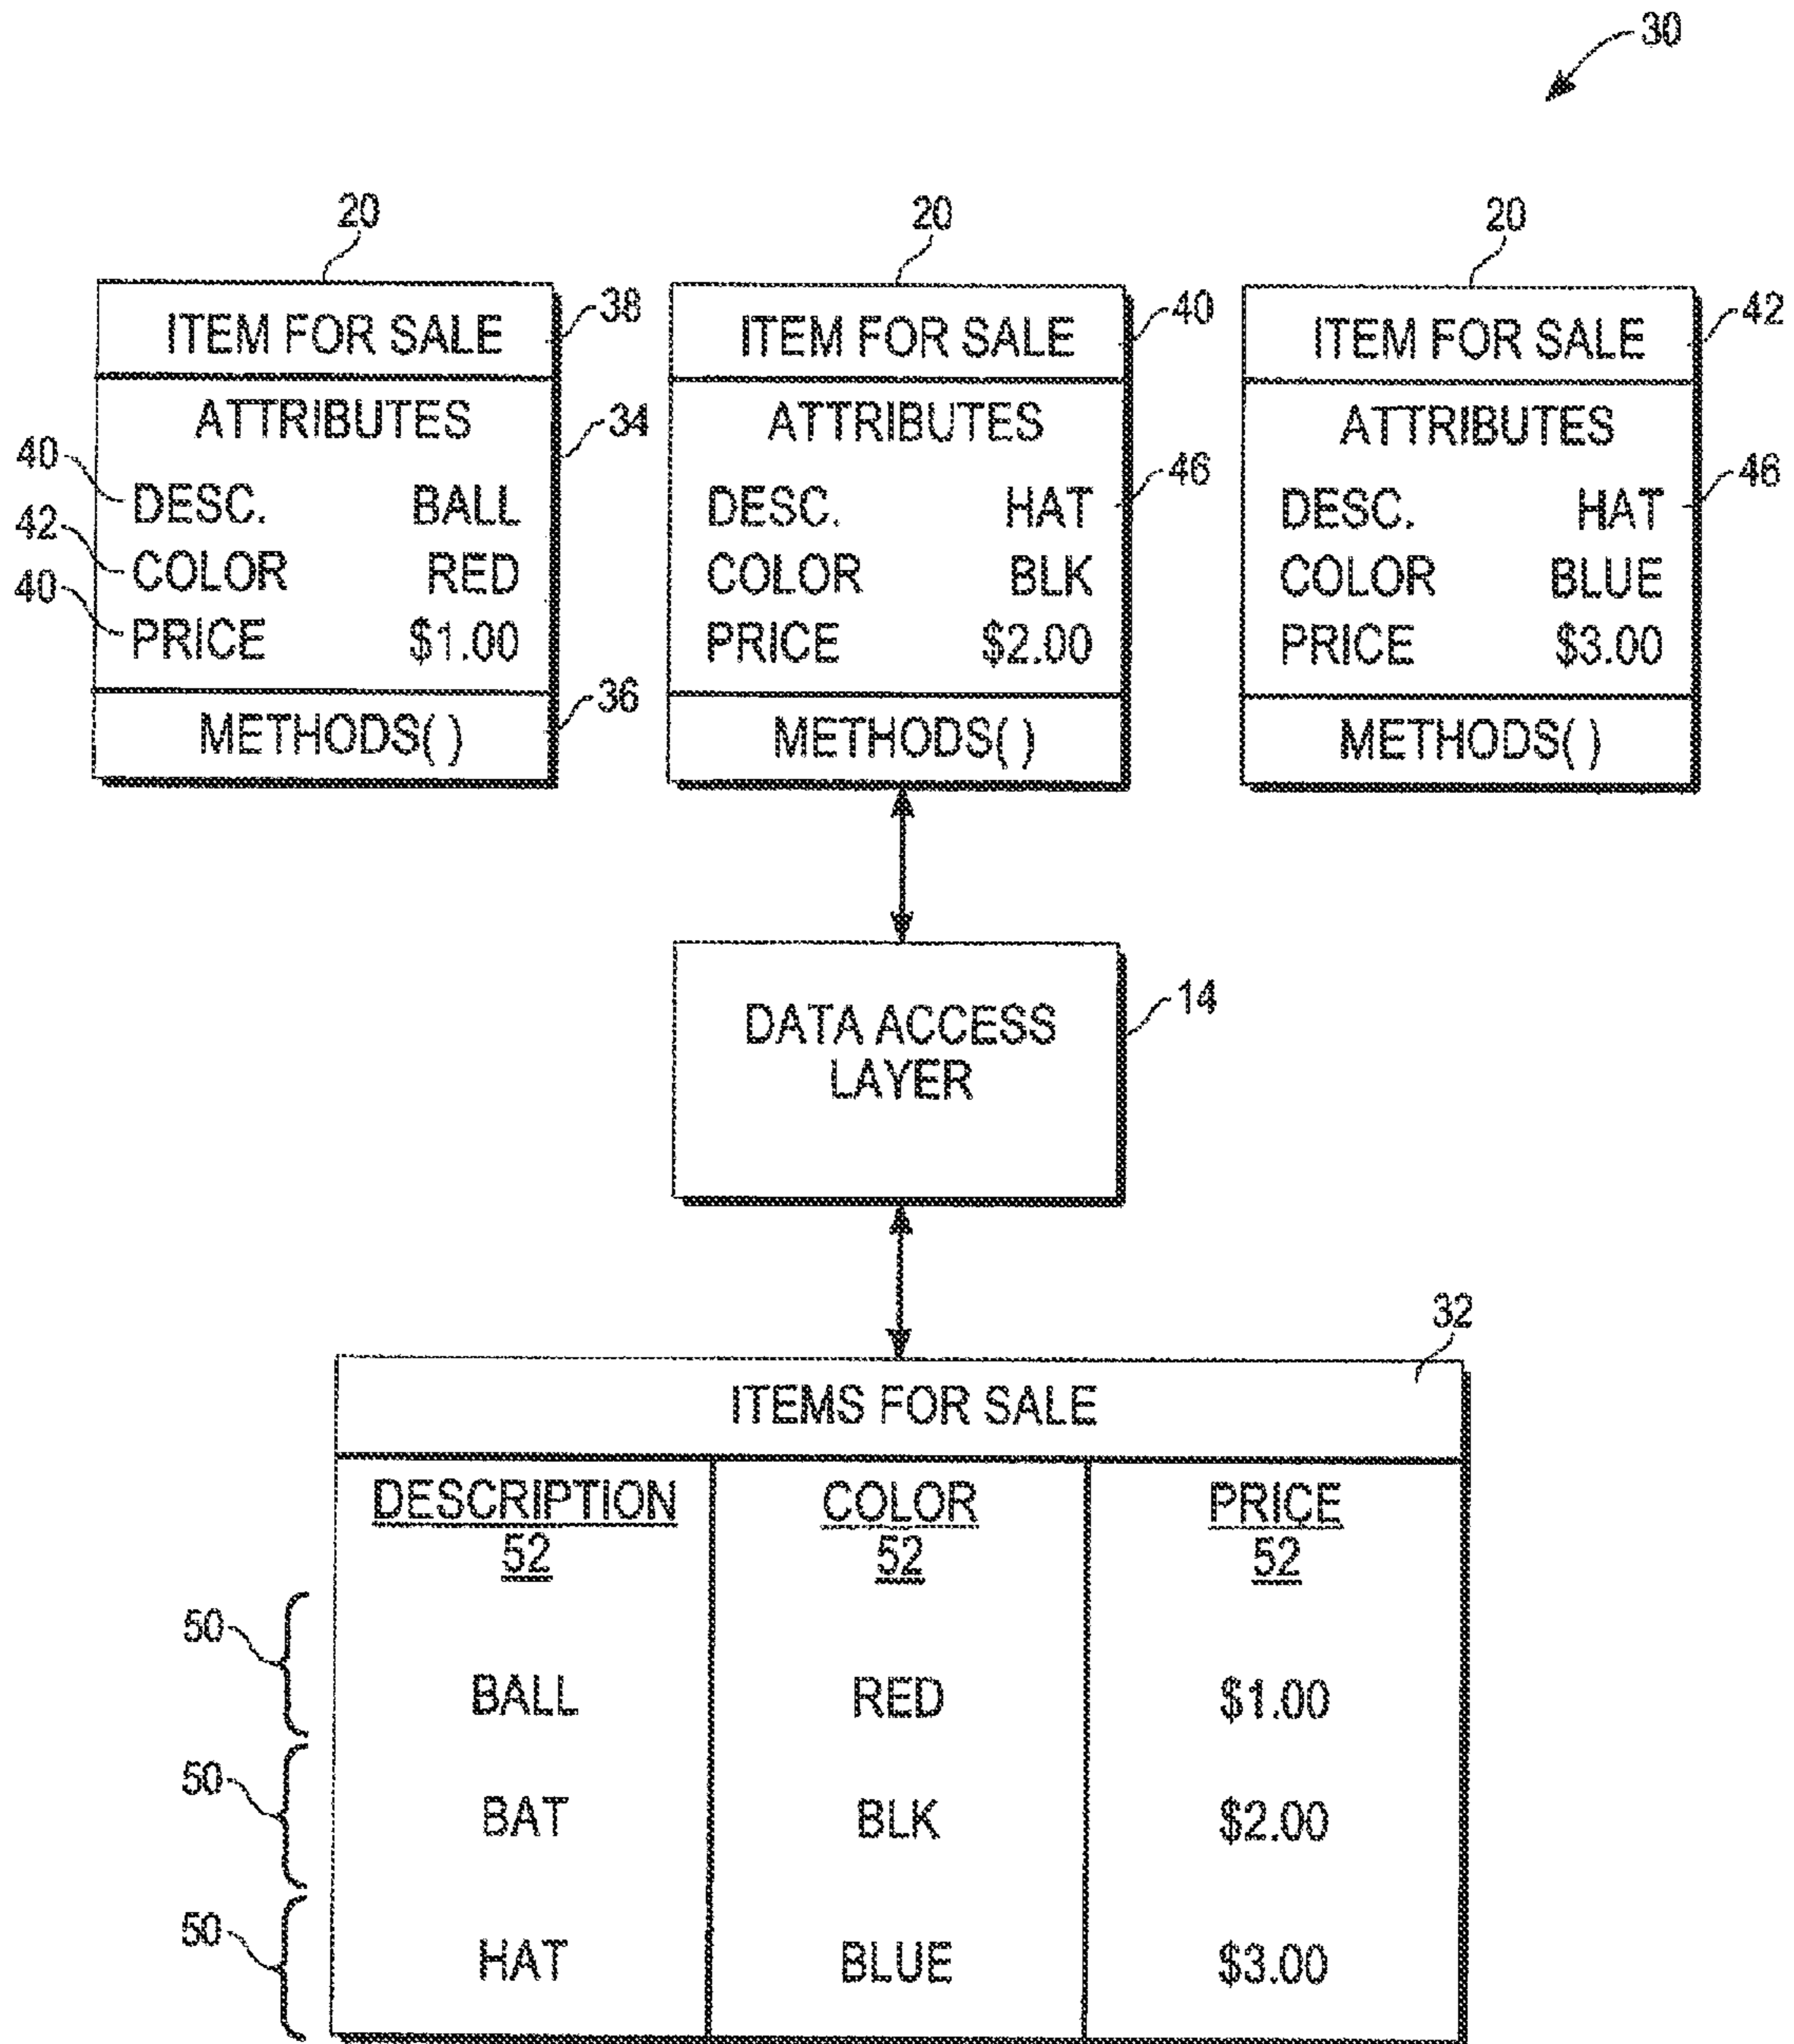 30
20 20 20
ITEM FOR SALE 38 ITEM FOR SALE 40 ITEM FOR SALE 42
ATTRIBUTES 34 ATTRIBUTES ATTRIBUTES
40 DESC. BALL DESC. HAT 46 DESC. HAT 46
42 COLOR RED COLOR BLK COLOR BLUE
40 PRICE $1.00 PRICE $2.00 PRICE $3.00
METHODS( ) 36 METHODS( ) METHODS( )
DATA ACCESS 14
LAYER
32
ITEMS FOR SALE
DESCRIPTION COLOR PRICE
52 52 52
50 BALL RED $1.00
50 BAT BLK $2.00
50 HAT BLUE $3.00